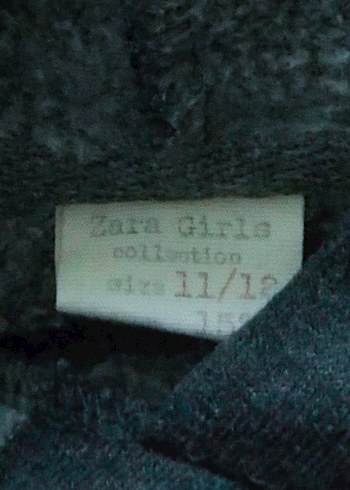 Zara Girls
collection
size 11/12